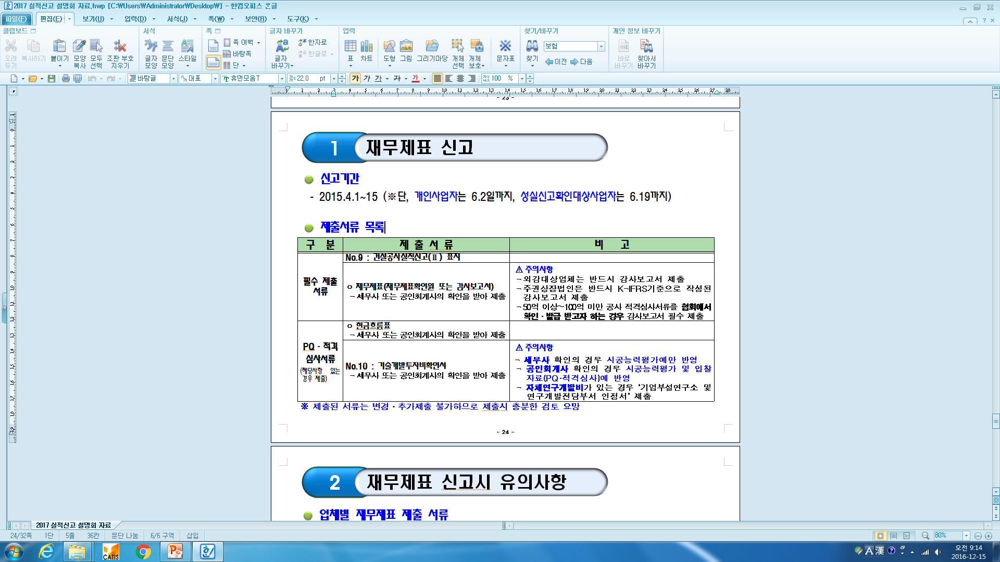 2017 실적신고 설명회 자료.hwp [C:₩Users₩Administrator₩Desktop₩] - 한컴오피스 한글
파일(F) 편집(E) 보기(U) 입력(D) 서식(J) 쪽(W) 보안(R) 도구(K)
클립보드 서식 쪽 글자 바꾸기 입력 찾기/바꾸기 개인 정보 바꾸기
오려 두기 복사하기 붙이기 모양 복사 모두 선택 조판 부호 지우기 글자 모양 문단 모양 스타일 쪽 여백 바탕쪽 단 글자 바꾸기 한자로 한글로 표 차트 도형 그림 그리기마당 개체 선택 개체 보호 문자표 찾기 보험 이전 다음 바로 바꾸기 찾아서 바꾸기
바탕글 대표 휴먼모음T 22.0 pt 가 가 가 가 가 100 %
1 2 3 4 5 6 7 8 9 10 11 12 13 14 15 16 17 18 19 20 21 22 23 24 25 26 27 28
- 23 -
1 재무제표 신고
신고기간
- 2015.4.1~15 (※단, 개인사업자는 6.2일까지, 성실신고확인대상사업자는 6.19까지)
제출서류 목록
구 분 제 출 서 류 비 고
필수 제출
서류
No.9 : 건설공사실적신고(Ⅱ) 표지
ㅇ 재무제표(재무제표확인원 또는 감사보고서)
¬ 세무사 또는 공인회계사의 확인을 받아 제출
⚠ 주의사항
¬ 외감대상업체는 반드시 감사보고서 제출
¬ 주권상장법인은 반드시 K-IFRS기준으로 작성된
감사보고서 제출
¬ 50억 이상~100억 미만 공사 적격심사서류를 협회에서
확인·발급 받고자 하는 경우 감사보고서 필수 제출
PQ·적격
심사서류
(해당사항 있는
경우 제출)
ㅇ 현금흐름표
¬ 세무사 또는 공인회계사의 확인을 받아 제출
No.10 : 기술개발투자비확인서
¬ 세무사 또는 공인회계사의 확인을 받아 제출
⚠ 주의사항
¬ 세무사 확인의 경우 시공능력평가에만 반영
¬ 공인회계사 확인의 경우 시공능력평가 및 입찰
자료(PQ·적격심사)에 반영
¬ 자체연구개발비가 있는 경우 ‘기업부설연구소 및
연구개발전담부서 인정서’ 제출
※ 제출된 서류는 변경·추가제출 불가하므로 제출시 충분한 검토 요망
- 24 -
2 재무제표 신고시 유의사항
업체별 재무제표 제출 서류
2017 실적신고 설명회 자료
24/32쪽 1단 5줄 36칸 문단 나눔 6/6 구역 삽입 80%
CATIS A 漢 오전 9:14
2016-12-15